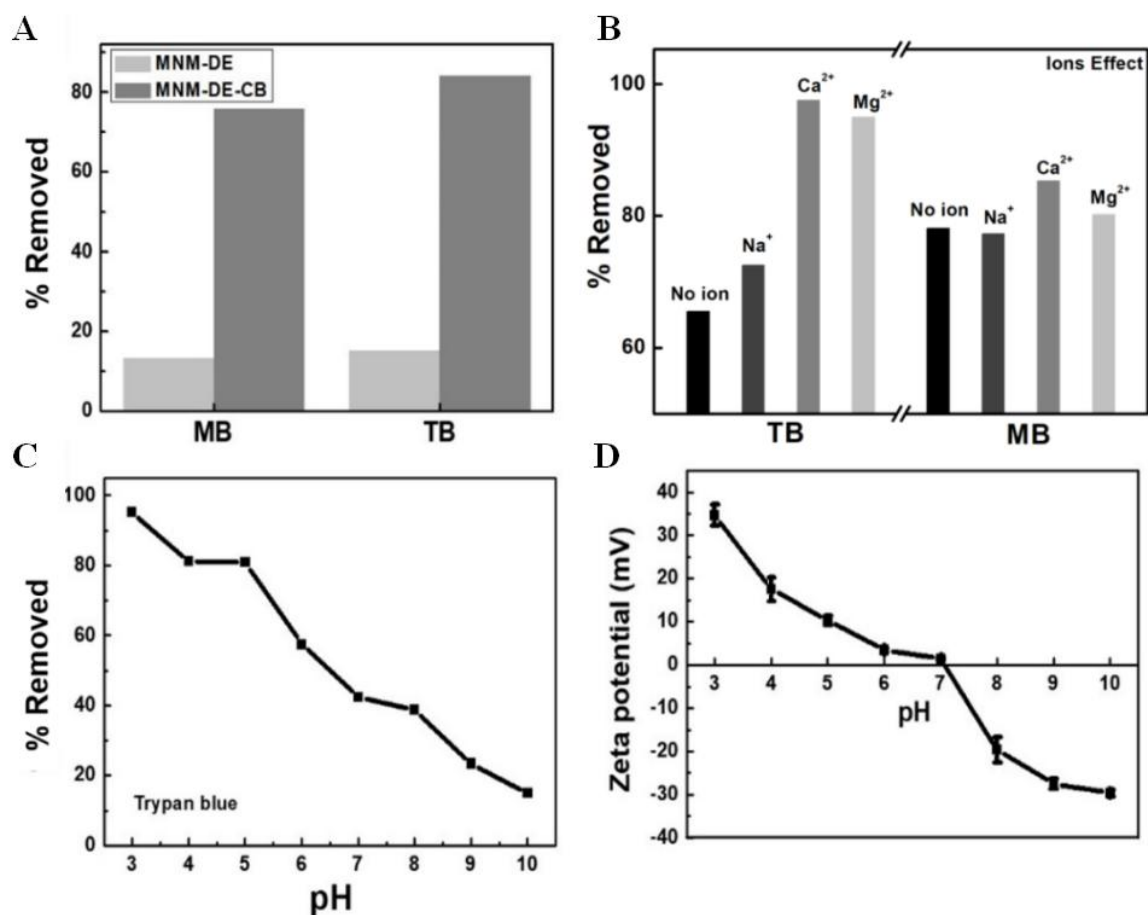 A
MNM-DE
MNM-DE-CB
% Removed
80
60
40
20
0
MB
TB
B
Ions Effect
% Removed
100
80
60
No ion
Na+
Ca2+
Mg2+
No ion
Na+
Ca2+
Mg2+
TB
MB
C
% Removed
100
80
60
40
20
0
Trypan blue
3 4 5 6 7 8 9 10
pH
D
Zeta potential (mV)
40
30
20
10
0
-10
-20
-30
-40
3 4 5 6 7 8 9 10
pH